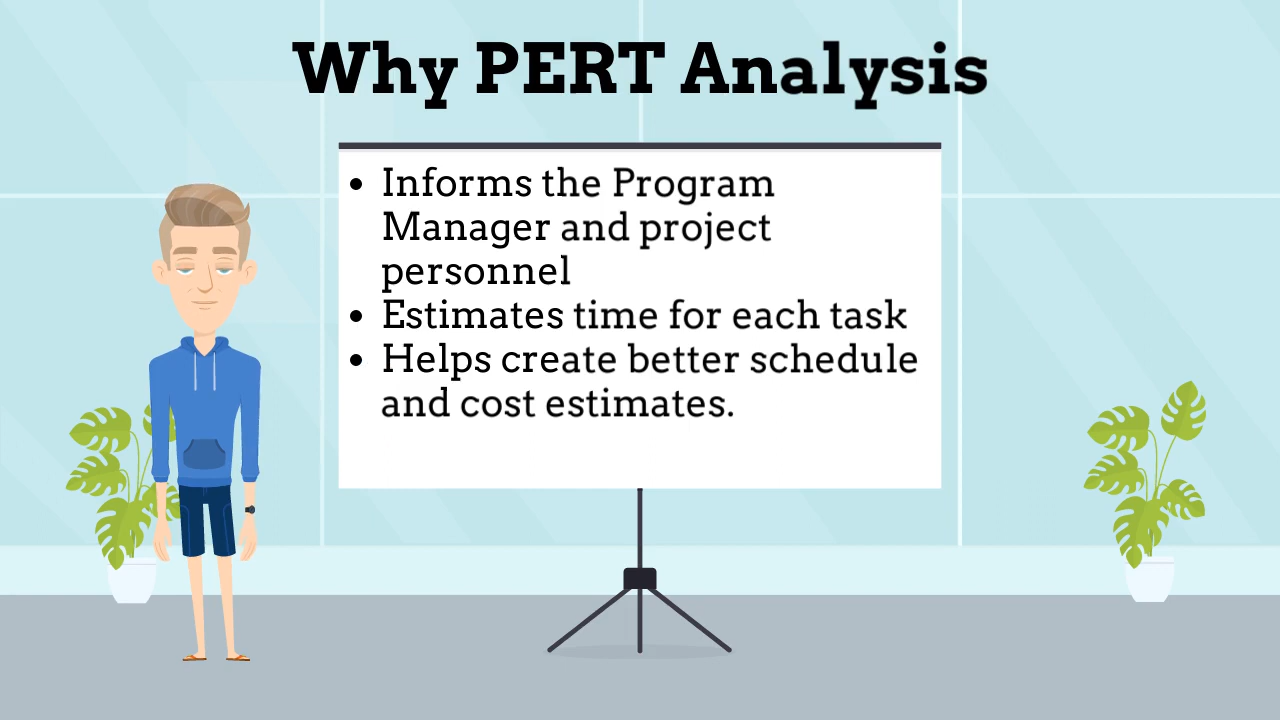 Why PERT Analysis
• Informs the Program
Manager and project
personnel
• Estimates time for each task
• Helps create better schedule
and cost estimates.